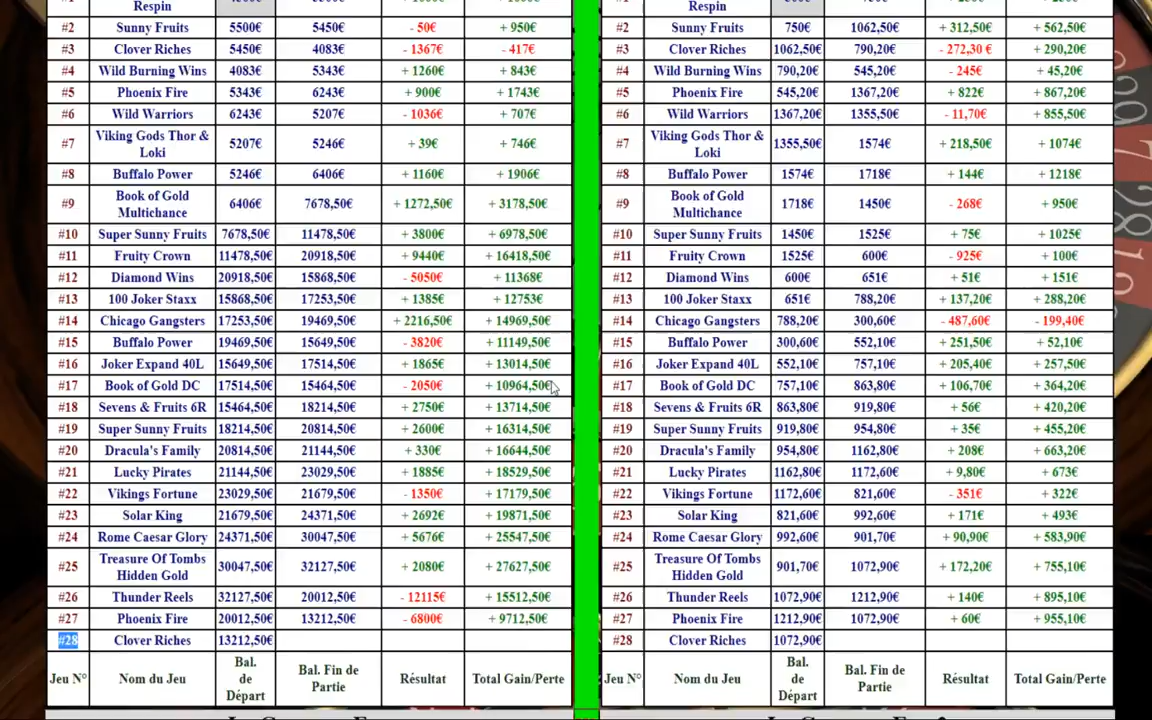 Respin
#2 Sunny Fruits 5500€ 5450€ - 50€ + 950€
#3 Clover Riches 5450€ 4083€ - 1367€ - 417€
#4 Wild Burning Wins 4083€ 5343€ + 1260€ + 843€
#5 Phoenix Fire 5343€ 6243€ + 900€ + 1743€
#6 Wild Warriors 6243€ 5207€ - 1036€ + 707€
#7 Viking Gods Thor & Loki 5207€ 5246€ + 39€ + 746€
#8 Buffalo Power 5246€ 6406€ + 1160€ + 1906€
#9 Book of Gold Multichance 6406€ 7678,50€ + 1272,50€ + 3178,50€
#10 Super Sunny Fruits 7678,50€ 11478,50€ + 3800€ + 6978,50€
#11 Fruity Crown 11478,50€ 20918,50€ + 9440€ + 16418,50€
#12 Diamond Wins 20918,50€ 15868,50€ - 5050€ + 11368€
#13 100 Joker Staxx 15868,50€ 17253,50€ + 1385€ + 12753€
#14 Chicago Gangsters 17253,50€ 19469,50€ + 2216,50€ + 14969,50€
#15 Buffalo Power 19469,50€ 15649,50€ - 3820€ + 11149,50€
#16 Joker Expand 40L 15649,50€ 17514,50€ + 1865€ + 13014,50€
#17 Book of Gold DC 17514,50€ 15464,50€ - 2050€ + 10964,50€
#18 Sevens & Fruits 6R 15464,50€ 18214,50€ + 2750€ + 13714,50€
#19 Super Sunny Fruits 18214,50€ 20814,50€ + 2600€ + 16314,50€
#20 Dracula's Family 20814,50€ 21144,50€ + 330€ + 16644,50€
#21 Lucky Pirates 21144,50€ 23029,50€ + 1885€ + 18529,50€
#22 Vikings Fortune 23029,50€ 21679,50€ - 1350€ + 17179,50€
#23 Solar King 21679,50€ 24371,50€ + 2692€ + 19871,50€
#24 Rome Caesar Glory 24371,50€ 30047,50€ + 5676€ + 25547,50€
#25 Treasure Of Tombs Hidden Gold 30047,50€ 32127,50€ + 2080€ + 27627,50€
#26 Thunder Reels 32127,50€ 20012,50€ - 12115€ + 15512,50€
#27 Phoenix Fire 20012,50€ 13212,50€ - 6800€ + 9712,50€
#28 Clover Riches 13212,50€
Jeu N° Nom du Jeu Bal. de Départ Bal. Fin de Partie Résultat Total Gain/Perte
Respin
#2 Sunny Fruits 750€ 1062,50€ + 312,50€ + 562,50€
#3 Clover Riches 1062,50€ 790,20€ - 272,30 € + 290,20€
#4 Wild Burning Wins 790,20€ 545,20€ - 245€ + 45,20€
#5 Phoenix Fire 545,20€ 1367,20€ + 822€ + 867,20€
#6 Wild Warriors 1367,20€ 1355,50€ - 11,70€ + 855,50€
#7 Viking Gods Thor & Loki 1355,50€ 1574€ + 218,50€ + 1074€
#8 Buffalo Power 1574€ 1718€ + 144€ + 1218€
#9 Book of Gold Multichance 1718€ 1450€ - 268€ + 950€
#10 Super Sunny Fruits 1450€ 1525€ + 75€ + 1025€
#11 Fruity Crown 1525€ 600€ - 925€ + 100€
#12 Diamond Wins 600€ 651€ + 51€ + 151€
#13 100 Joker Staxx 651€ 788,20€ + 137,20€ + 288,20€
#14 Chicago Gangsters 788,20€ 300,60€ - 487,60€ - 199,40€
#15 Buffalo Power 300,60€ 552,10€ + 251,50€ + 52,10€
#16 Joker Expand 40L 552,10€ 757,10€ + 205,40€ + 257,50€
#17 Book of Gold DC 757,10€ 863,80€ + 106,70€ + 364,20€
#18 Sevens & Fruits 6R 863,80€ 919,80€ + 56€ + 420,20€
#19 Super Sunny Fruits 919,80€ 954,80€ + 35€ + 455,20€
#20 Dracula's Family 954,80€ 1162,80€ + 208€ + 663,20€
#21 Lucky Pirates 1162,80€ 1172,60€ + 9,80€ + 673€
#22 Vikings Fortune 1172,60€ 821,60€ - 351€ + 322€
#23 Solar King 821,60€ 992,60€ + 171€ + 493€
#24 Rome Caesar Glory 992,60€ 901,70€ + 90,90€ + 583,90€
#25 Treasure Of Tombs Hidden Gold 901,70€ 1072,90€ + 172,20€ + 755,10€
#26 Thunder Reels 1072,90€ 1212,90€ + 140€ + 895,10€
#27 Phoenix Fire 1212,90€ 1072,90€ + 60€ + 955,10€
#28 Clover Riches 1072,90€
Jeu N° Nom du Jeu Bal. de Départ Bal. Fin de Partie Résultat Total Gain/Perte